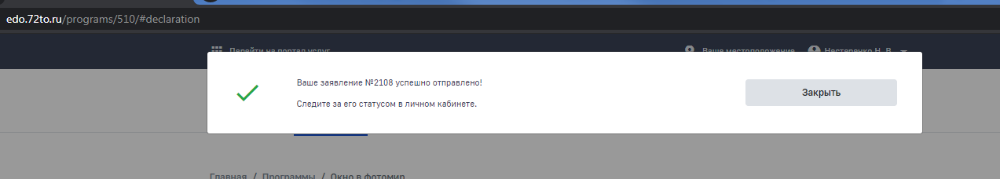 edo.72to.ru/programs/510/#declaration
Перейти на портал услуг Ваше местоположение Нестеренко Н. В.
Ваше заявление №2108 успешно отправлено!
Следите за его статусом в личном кабинете.
Закрыть
Главная / Программы / Окно в фотомир